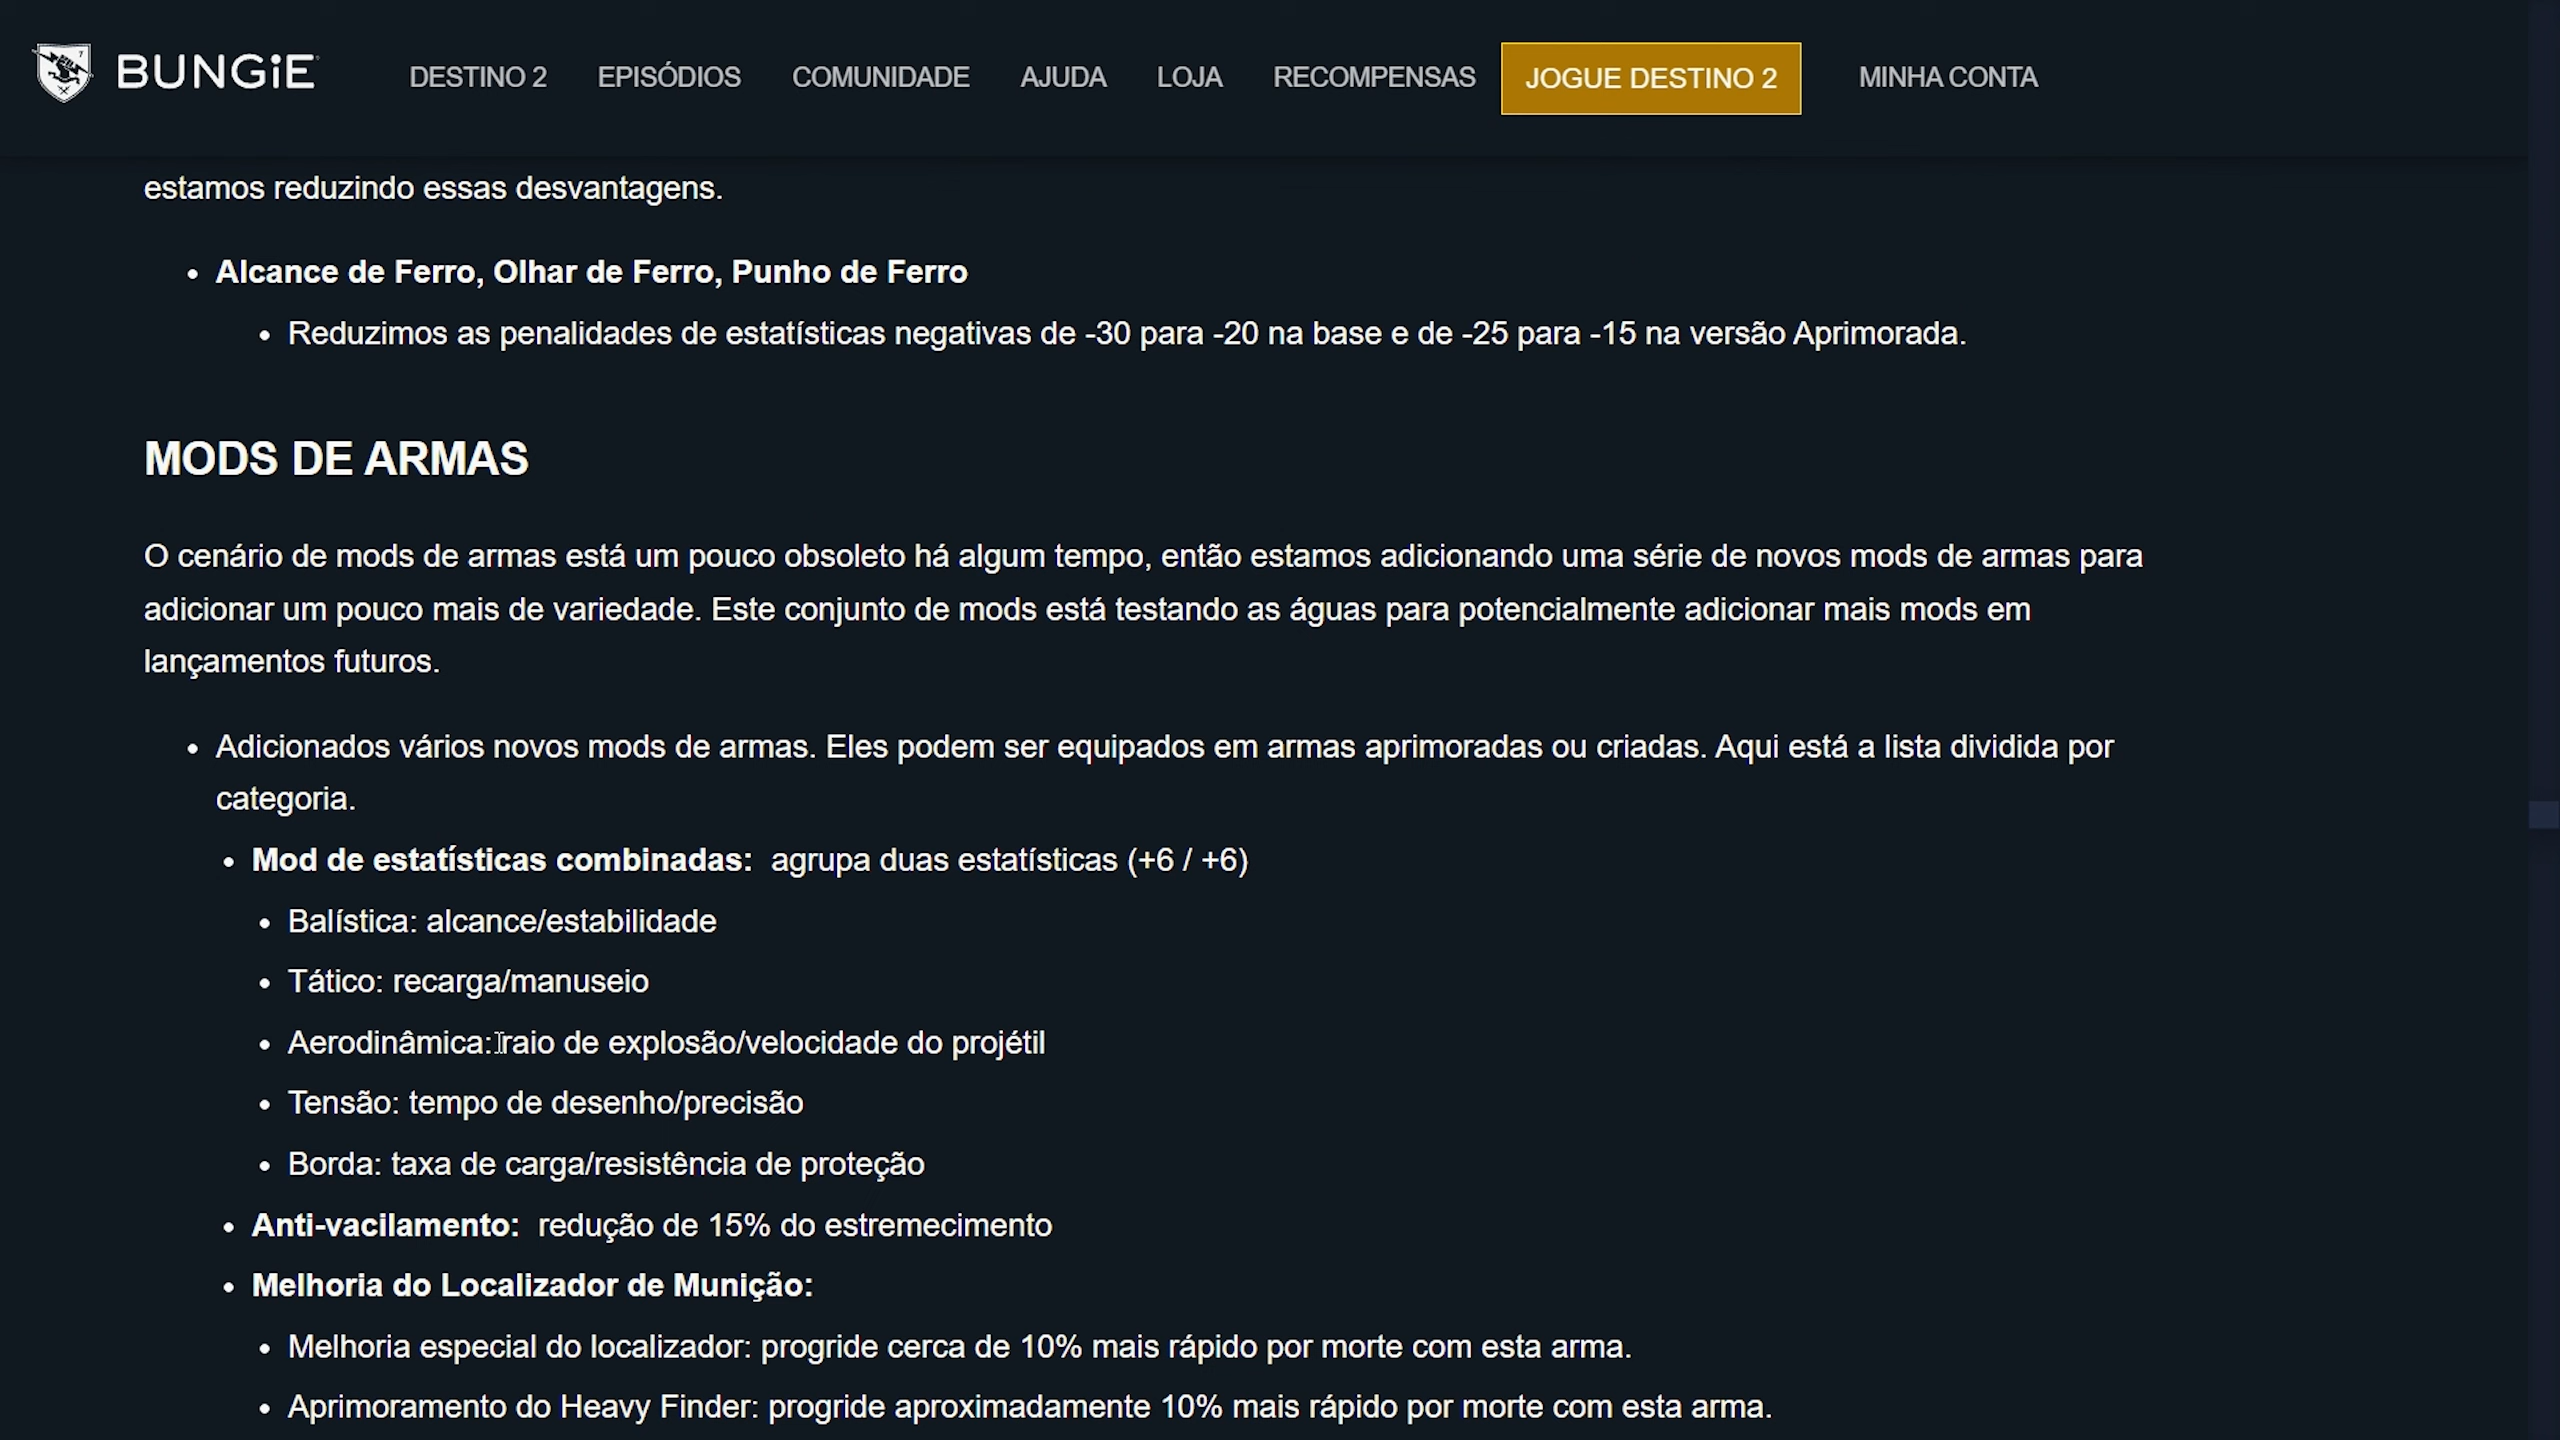 BUNGiE
DESTINO 2 EPISÓDIOS COMUNIDADE AJUDA LOJA RECOMPENSAS JOGUE DESTINO 2 MINHA CONTA
estamos reduzindo essas desvantagens.
Alcance de Ferro, Olhar de Ferro, Punho de Ferro
Reduzimos as penalidades de estatísticas negativas de -30 para -20 na base e de -25 para -15 na versão Aprimorada.
MODS DE ARMAS
O cenário de mods de armas está um pouco obsoleto há algum tempo, então estamos adicionando uma série de novos mods de armas para
adicionar um pouco mais de variedade. Este conjunto de mods está testando as águas para potencialmente adicionar mais mods em
lançamentos futuros.
Adicionados vários novos mods de armas. Eles podem ser equipados em armas aprimoradas ou criadas. Aqui está a lista dividida por
categoria.
Mod de estatísticas combinadas: agrupa duas estatísticas (+6 / +6)
Balística: alcance/estabilidade
Tático: recarga/manuseio
Aerodinâmica: raio de explosão/velocidade do projétil
Tensão: tempo de desenho/precisão
Borda: taxa de carga/resistência de proteção
Anti-vacilamento: redução de 15% do estremecimento
Melhoria do Localizador de Munição:
Melhoria especial do localizador: progride cerca de 10% mais rápido por morte com esta arma.
Aprimoramento do Heavy Finder: progride aproximadamente 10% mais rápido por morte com esta arma.